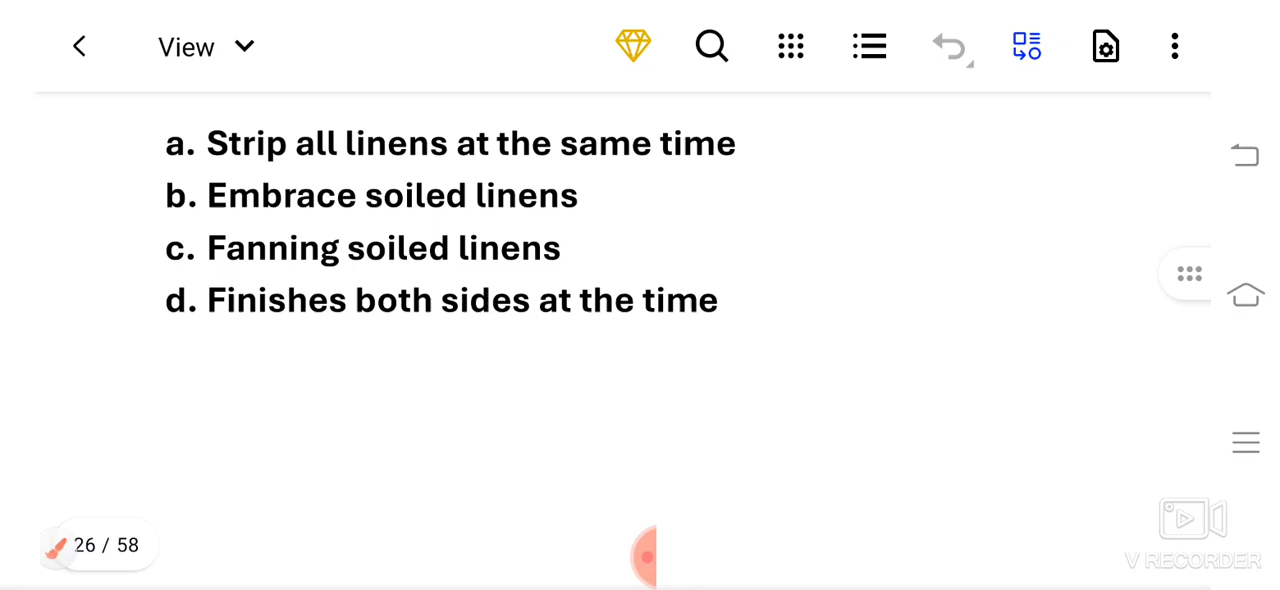 View
a. Strip all linens at the same time
b. Embrace soiled linens
c. Fanning soiled linens
d. Finishes both sides at the time
26 / 58
V RECORDER